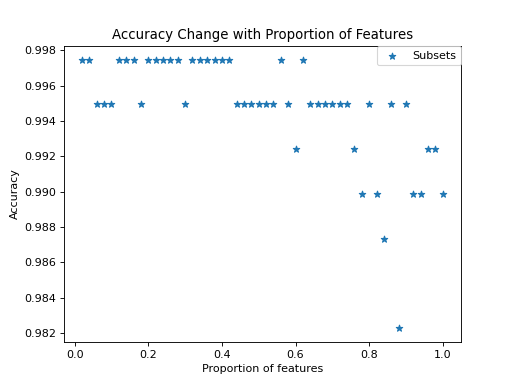 Accuracy Change with Proportion of Features
Subsets
0.998
0.996
0.994
0.992
0.990
0.988
0.986
0.984
0.982
Accuracy
0.0 0.2 0.4 0.6 0.8 1.0
Proportion of features